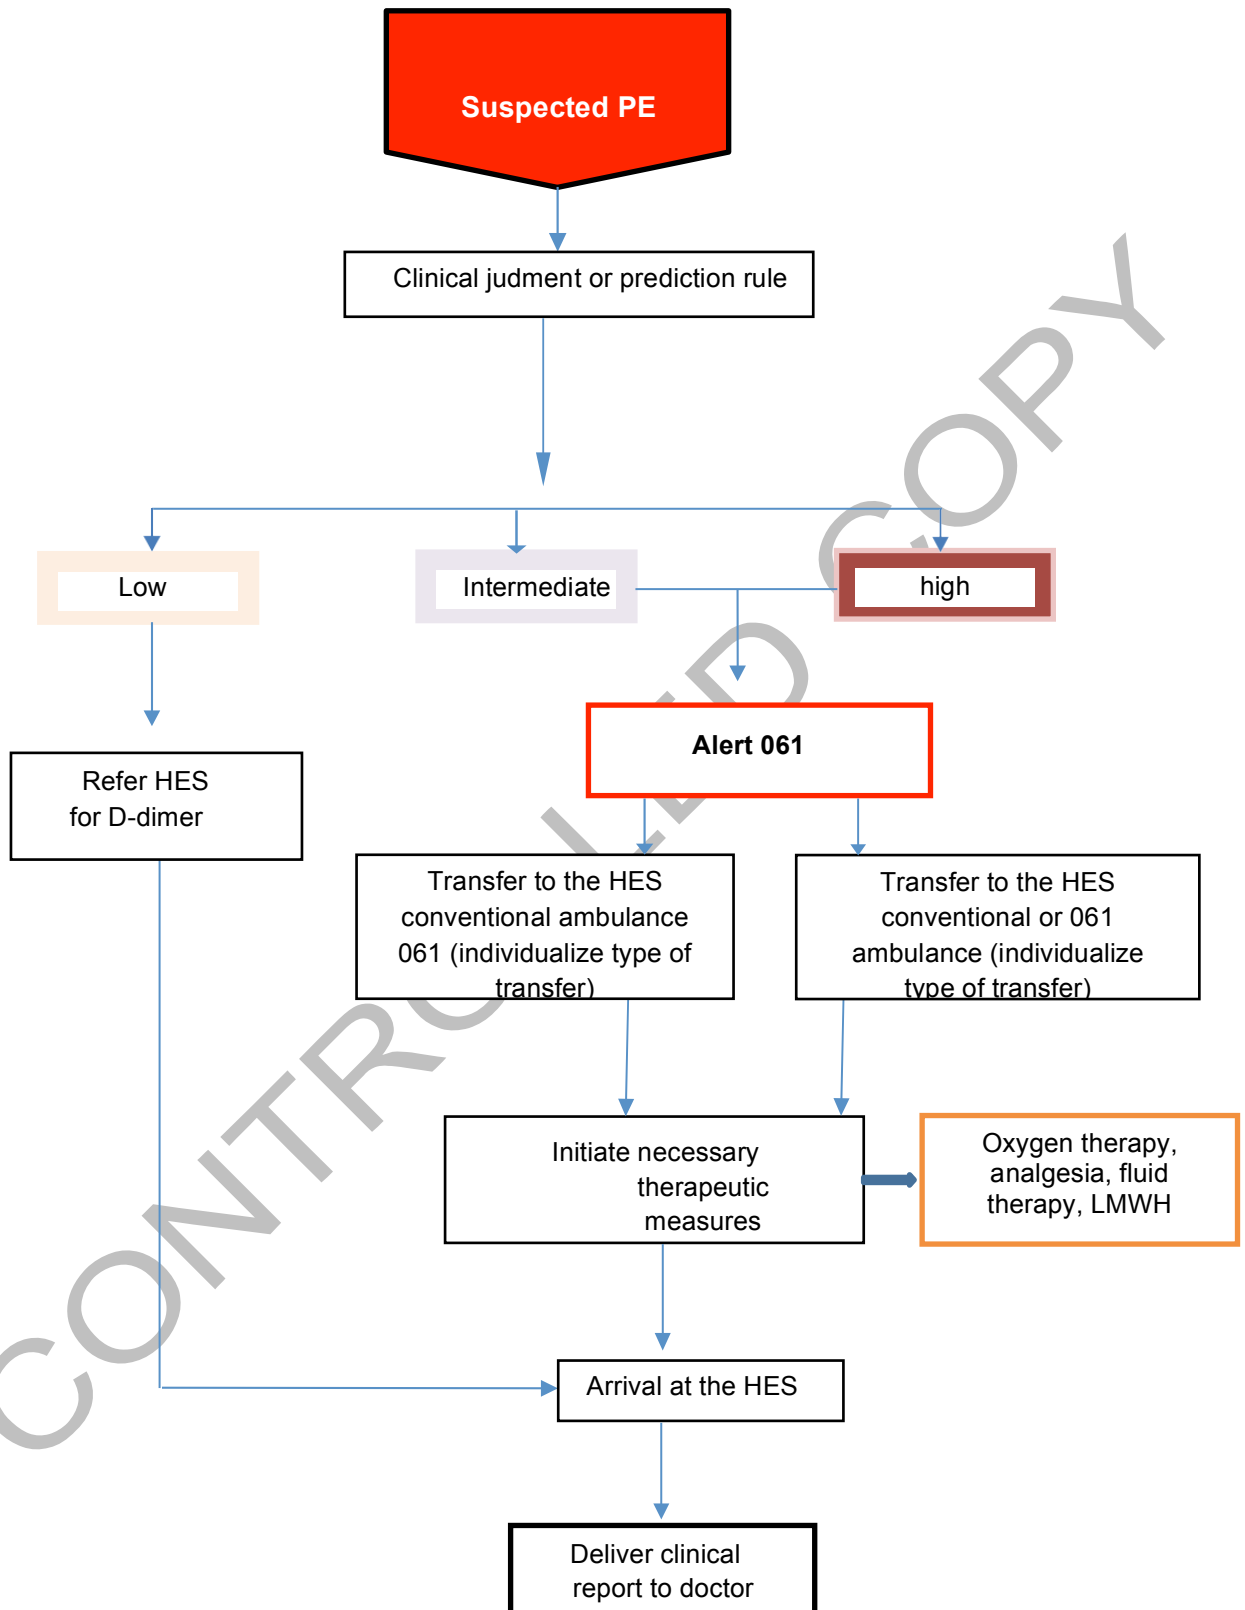 Suspected PE
Clinical judment or prediction rule
Low
Intermediate
high
Alert 061
Refer HES
for D-dimer
Transfer to the HES
conventional ambulance
061 (individualize type of
transfer)
Transfer to the HES
conventional or 061
ambulance (individualize
type of transfer)
Initiate necessary
therapeutic
measures
Oxygen therapy,
analgesia, fluid
therapy, LMWH
Arrival at the HES
Deliver clinical
report to doctor
CONTROLLED COPY